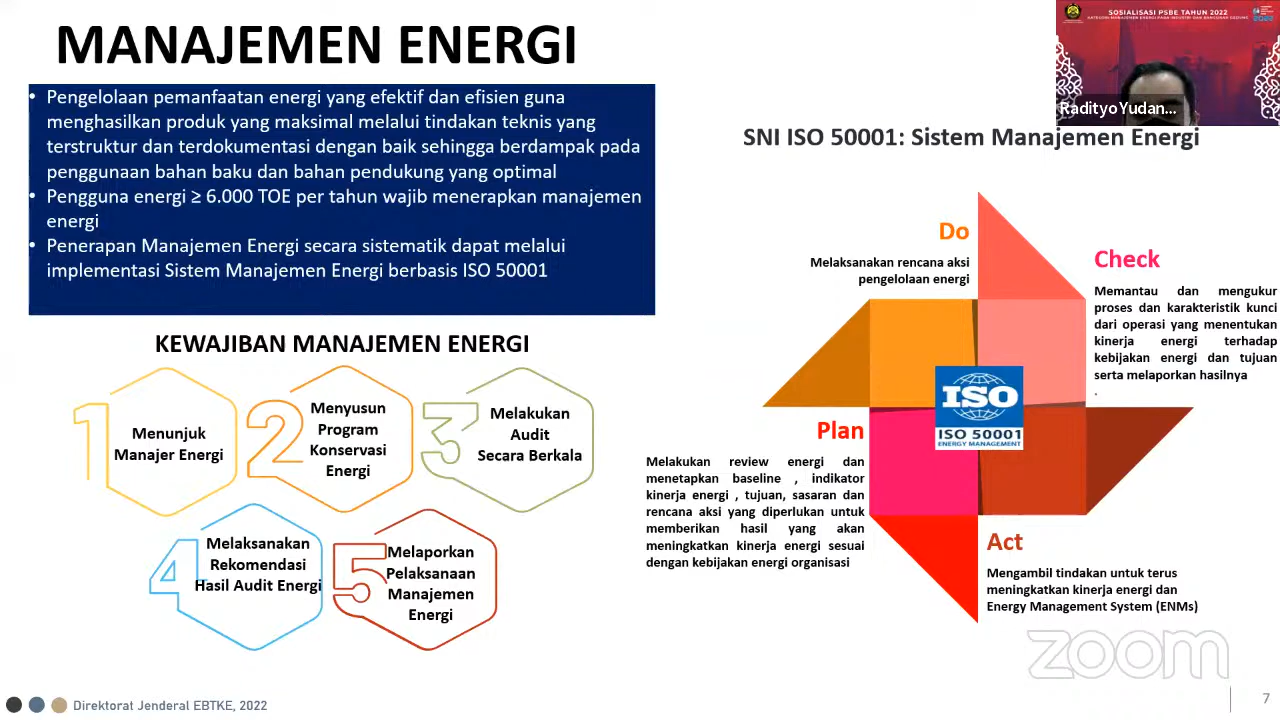 MANAJEMEN ENERGI
• Pengelolaan pemanfaatan energi yang efektif dan efisien guna
menghasilkan produk yang maksimal melalui tindakan teknis yang
terstruktur dan terdokumentasi dengan baik sehingga berdampak pada
penggunaan bahan baku dan bahan pendukung yang optimal
• Pengguna energi ≥ 6.000 TOE per tahun wajib menerapkan manajemen
energi
• Penerapan Manajemen Energi secara sistematik dapat melalui
implementasi Sistem Manajemen Energi berbasis ISO 50001
KEWAJIBAN MANAJEMEN ENERGI
1
Menunjuk
Manajer Energi
2
Menyusun
Program
Konservasi
Energi
3
Melakukan
Audit
Secara Berkala
4
Melaksanakan
Rekomendasi
Hasil Audit Energi
5
Melaporkan
Pelaksanaan
Manajemen
Energi
SOSIALISASI PSBE TAHUN 2022
KATEGORI MANAJEMEN ENERGI PADA INDUSTRI DAN BANGUNAN GEDUNG
RadityoYudan...
SNI ISO 50001: Sistem Manajemen Energi
Do
Melaksanakan rencana aksi
pengelolaan energi
Check
Memantau dan mengukur
proses dan karakteristik kunci
dari operasi yang menentukan
kinerja energi terhadap
kebijakan energi dan tujuan
serta melaporkan hasilnya
.
ISO
ISO 50001
ENERGY MANAGEMENT
Plan
Melakukan review energi dan
menetapkan baseline , indikator
kinerja energi , tujuan, sasaran dan
rencana aksi yang diperlukan untuk
memberikan hasil yang akan
meningkatkan kinerja energi sesuai
dengan kebijakan energi organisasi
Act
Mengambil tindakan untuk terus
meningkatkan kinerja energi dan
Energy Management System (ENMs)
zoom
Direktorat Jenderal EBTKE, 2022
7